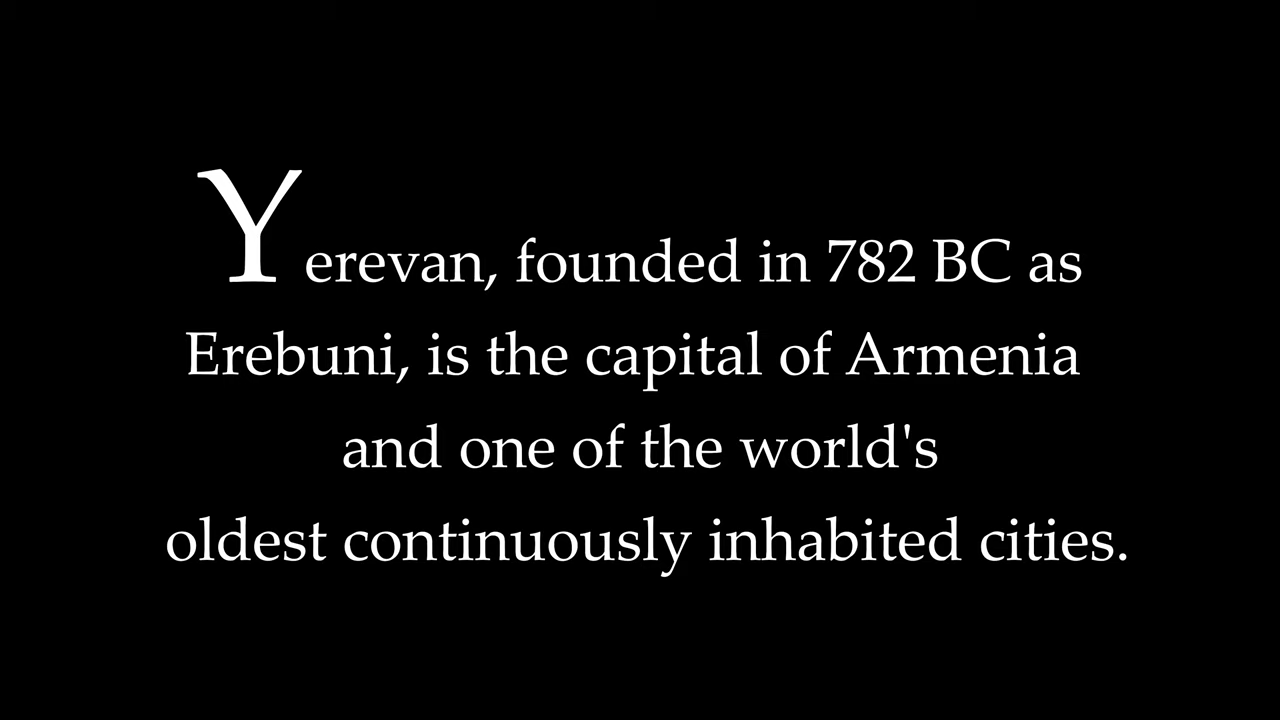 Yerevan, founded in 782 BC as
Erebuni, is the capital of Armenia
and one of the world's
oldest continuously inhabited cities.